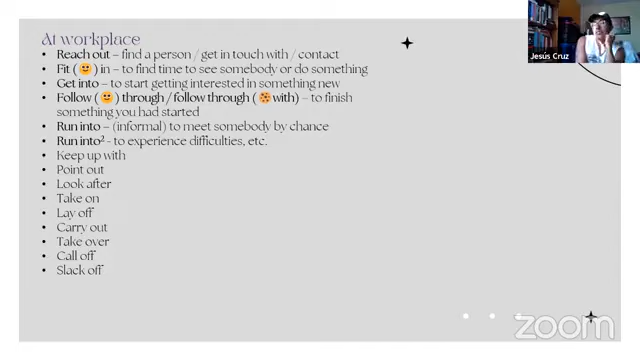 At workplace
• Reach out – find a person / get in touch with / contact
• Fit (😀) in – to find time to see somebody or do something
• Get into – to start getting interested in something new
• Follow (😀) through / follow through (🍪 with) – to finish
something you had started
• Run into – (informal) to meet somebody by chance
• Run into² - to experience difficulties, etc.
• Keep up with
• Point out
• Look after
• Take on
• Lay off
• Carry out
• Take over
• Call off
• Slack off
Jesús Cruz
zoom